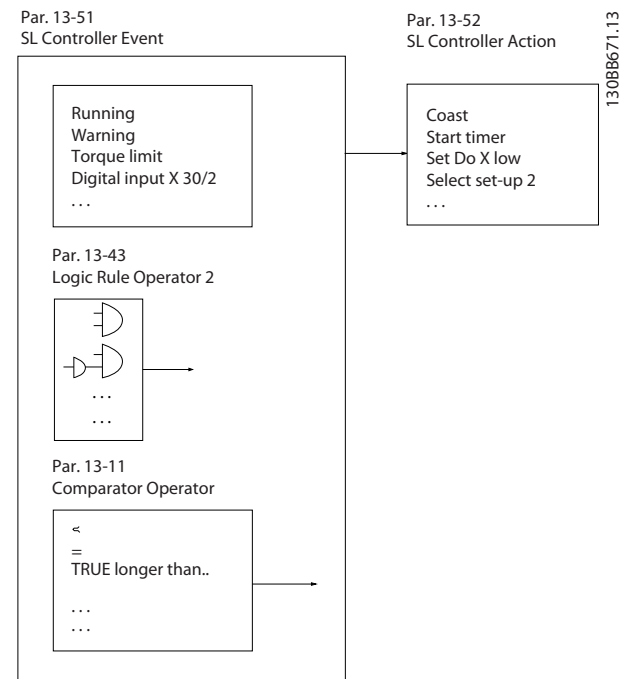 Par. 13-51
SL Controller Event
Par. 13-52
SL Controller Action
130BB671.13
Running
Warning
Torque limit
Digital input X 30/2
. . .
Coast
Start timer
Set Do X low
Select set-up 2
. . .
Par. 13-43
Logic Rule Operator 2
. . .
. . .
Par. 13-11
Comparator Operator
=
TRUE longer than..
. . .
. . .